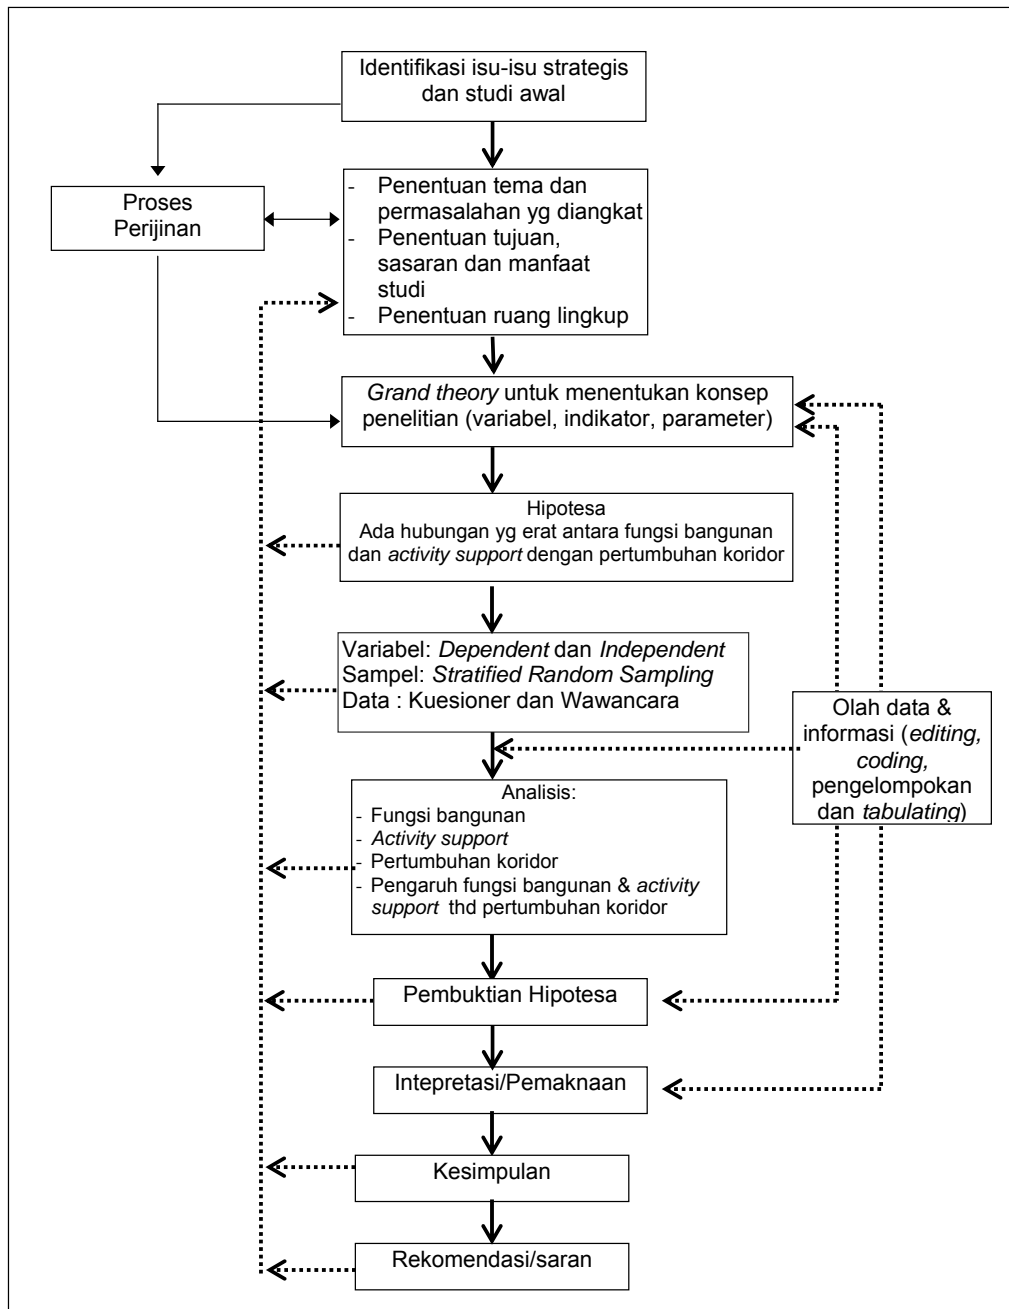 Identifikasi isu-isu strategis
dan studi awal
Proses
Perijinan
- Penentuan tema dan
permasalahan yg diangkat
- Penentuan tujuan,
sasaran dan manfaat
studi
- Penentuan ruang lingkup
Grand theory untuk menentukan konsep
penelitian (variabel, indikator, parameter)
Hipotesa
Ada hubungan yg erat antara fungsi bangunan
dan activity support dengan pertumbuhan koridor
Variabel: Dependent dan Independent
Sampel: Stratified Random Sampling
Data : Kuesioner dan Wawancara
Olah data &
informasi (editing,
coding,
pengelompokan
dan tabulating)
Analisis:
- Fungsi bangunan
- Activity support
- Pertumbuhan koridor
- Pengaruh fungsi bangunan & activity
support thd pertumbuhan koridor
Pembuktian Hipotesa
Intepretasi/Pemaknaan
Kesimpulan
Rekomendasi/saran